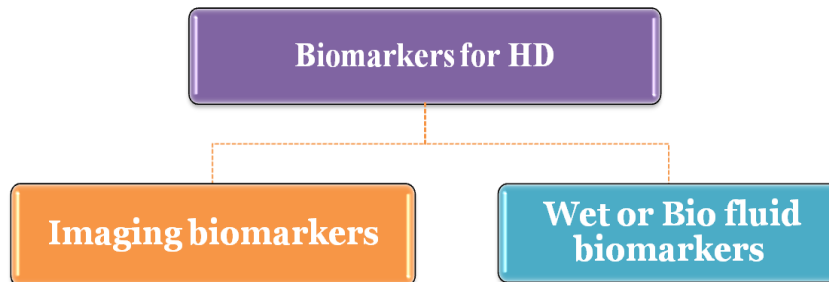 Biomarkers for HD
Imaging biomarkers
Wet or Bio fluid
biomarkers